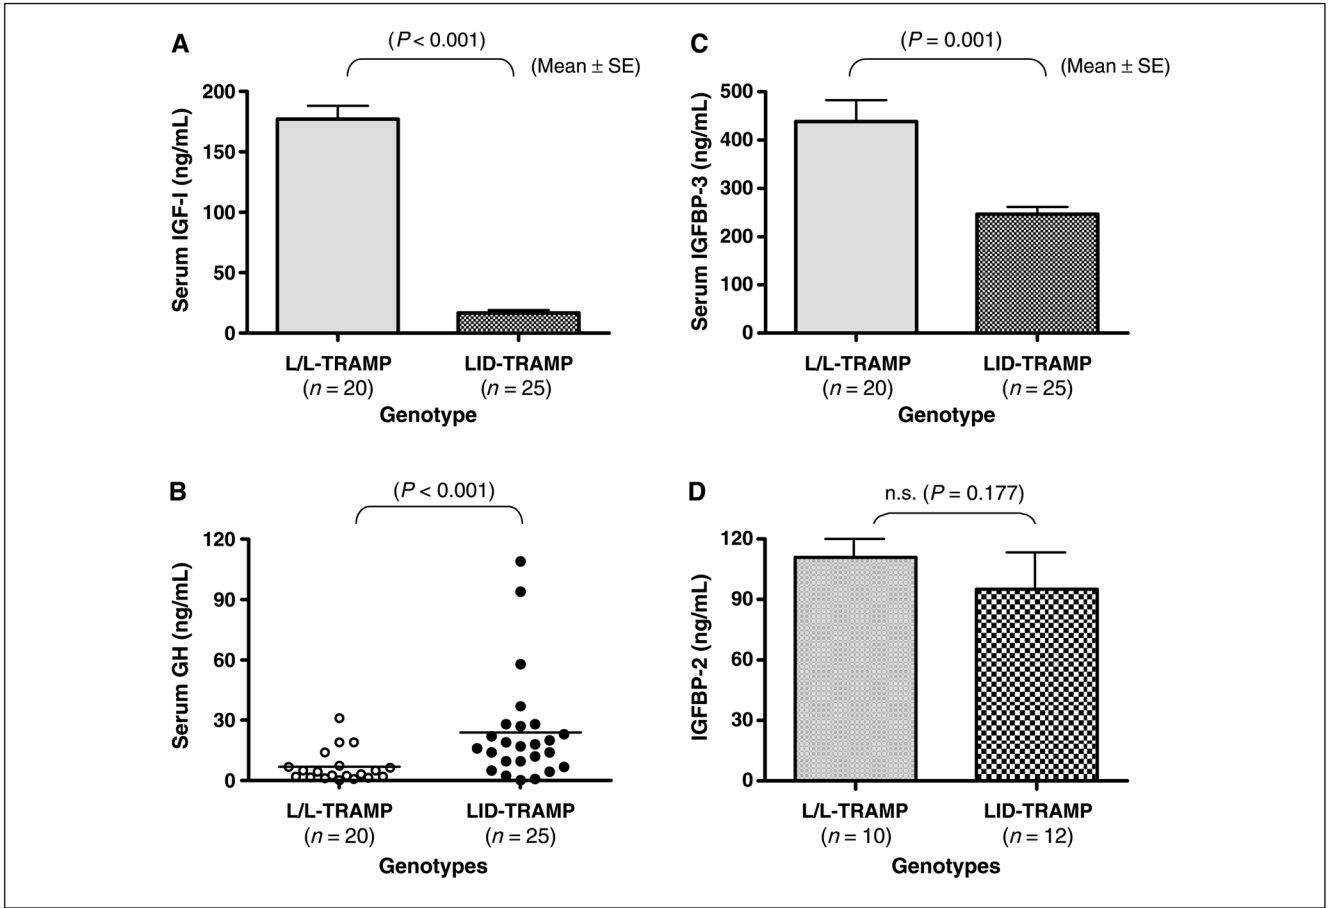 A
(P < 0.001)
(Mean ± SE)
Serum IGF-I (ng/mL)
200
150
100
50
0
L/L-TRAMP
(n = 20)
LID-TRAMP
(n = 25)
Genotype
C
(P = 0.001)
(Mean ± SE)
Serum IGFBP-3 (ng/mL)
500
400
300
200
100
0
L/L-TRAMP
(n = 20)
LID-TRAMP
(n = 25)
Genotype
B
(P < 0.001)
Serum GH (ng/mL)
120
90
60
30
0
L/L-TRAMP
(n = 20)
LID-TRAMP
(n = 25)
Genotypes
D
n.s. (P = 0.177)
IGFBP-2 (ng/mL)
120
90
60
30
0
L/L-TRAMP
(n = 10)
LID-TRAMP
(n = 12)
Genotypes